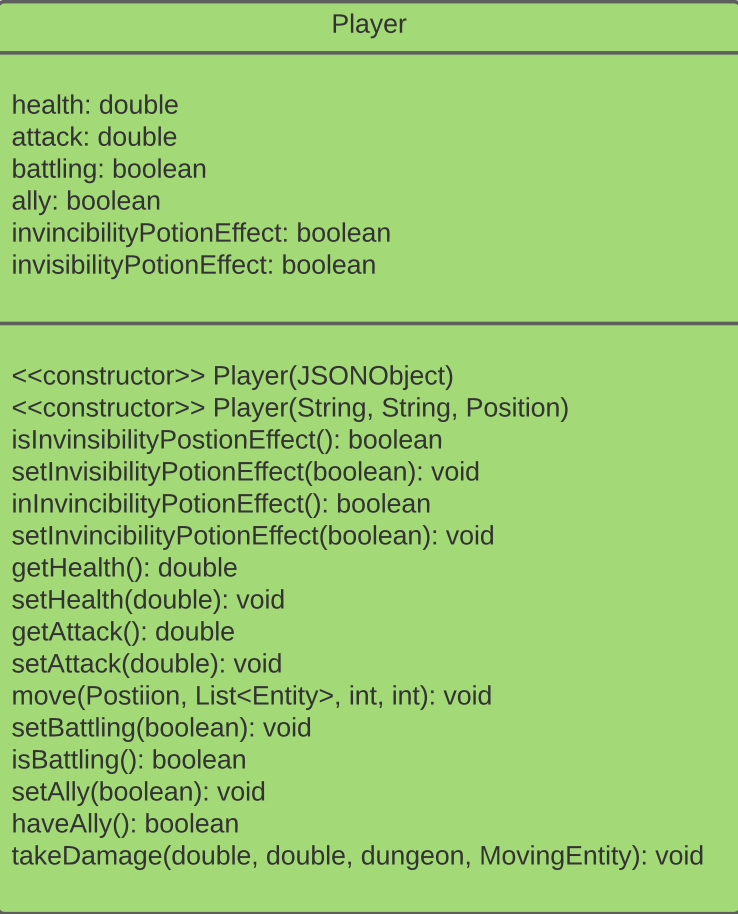 Player
health: double
attack: double
battling: boolean
ally: boolean
invincibilityPotionEffect: boolean
invisibilityPotionEffect: boolean
<<constructor>> Player(JSONObject)
<<constructor>> Player(String, String, Position)
isInvinsibilityPostionEffect(): boolean
setInvisibilityPotionEffect(boolean): void
inInvincibilityPotionEffect(): boolean
setInvincibilityPotionEffect(boolean): void
getHealth(): double
setHealth(double): void
getAttack(): double
setAttack(double): void
move(Postiion, List<Entity>, int, int): void
setBattling(boolean): void
isBattling(): boolean
setAlly(boolean): void
haveAlly(): boolean
takeDamage(double, double, dungeon, MovingEntity): void